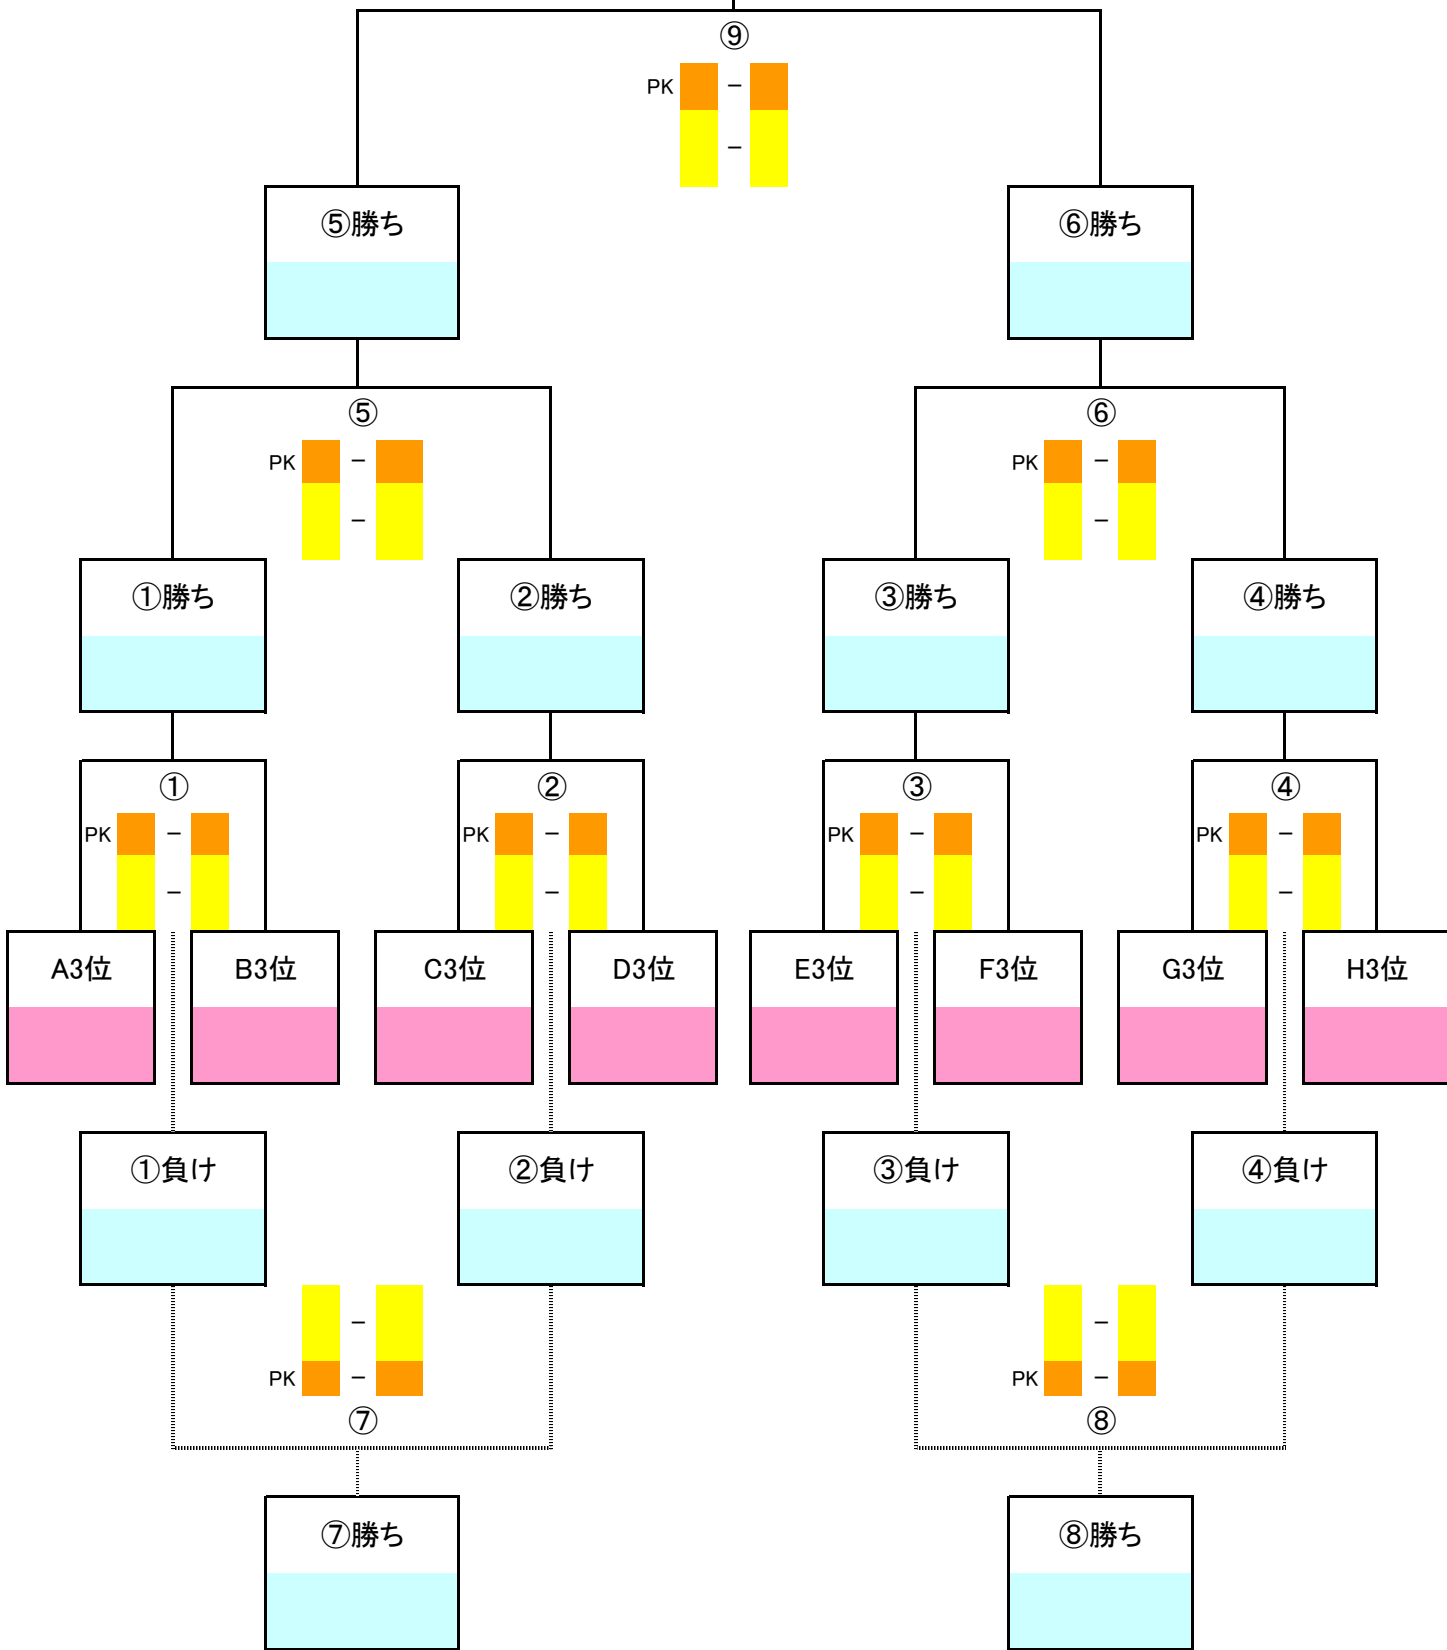 ⑨
PK －
－
⑤勝ち ⑥勝ち
⑤ ⑥
PK － PK －
－ －
①勝ち ②勝ち ③勝ち ④勝ち
① ② ③ ④
PK － PK － PK － PK －
－ － － －
A3位 B3位 C3位 D3位 E3位 F3位 G3位 H3位
①負け ②負け ③負け ④負け
－ －
PK － PK －
⑦ ⑧
⑦勝ち ⑧勝ち